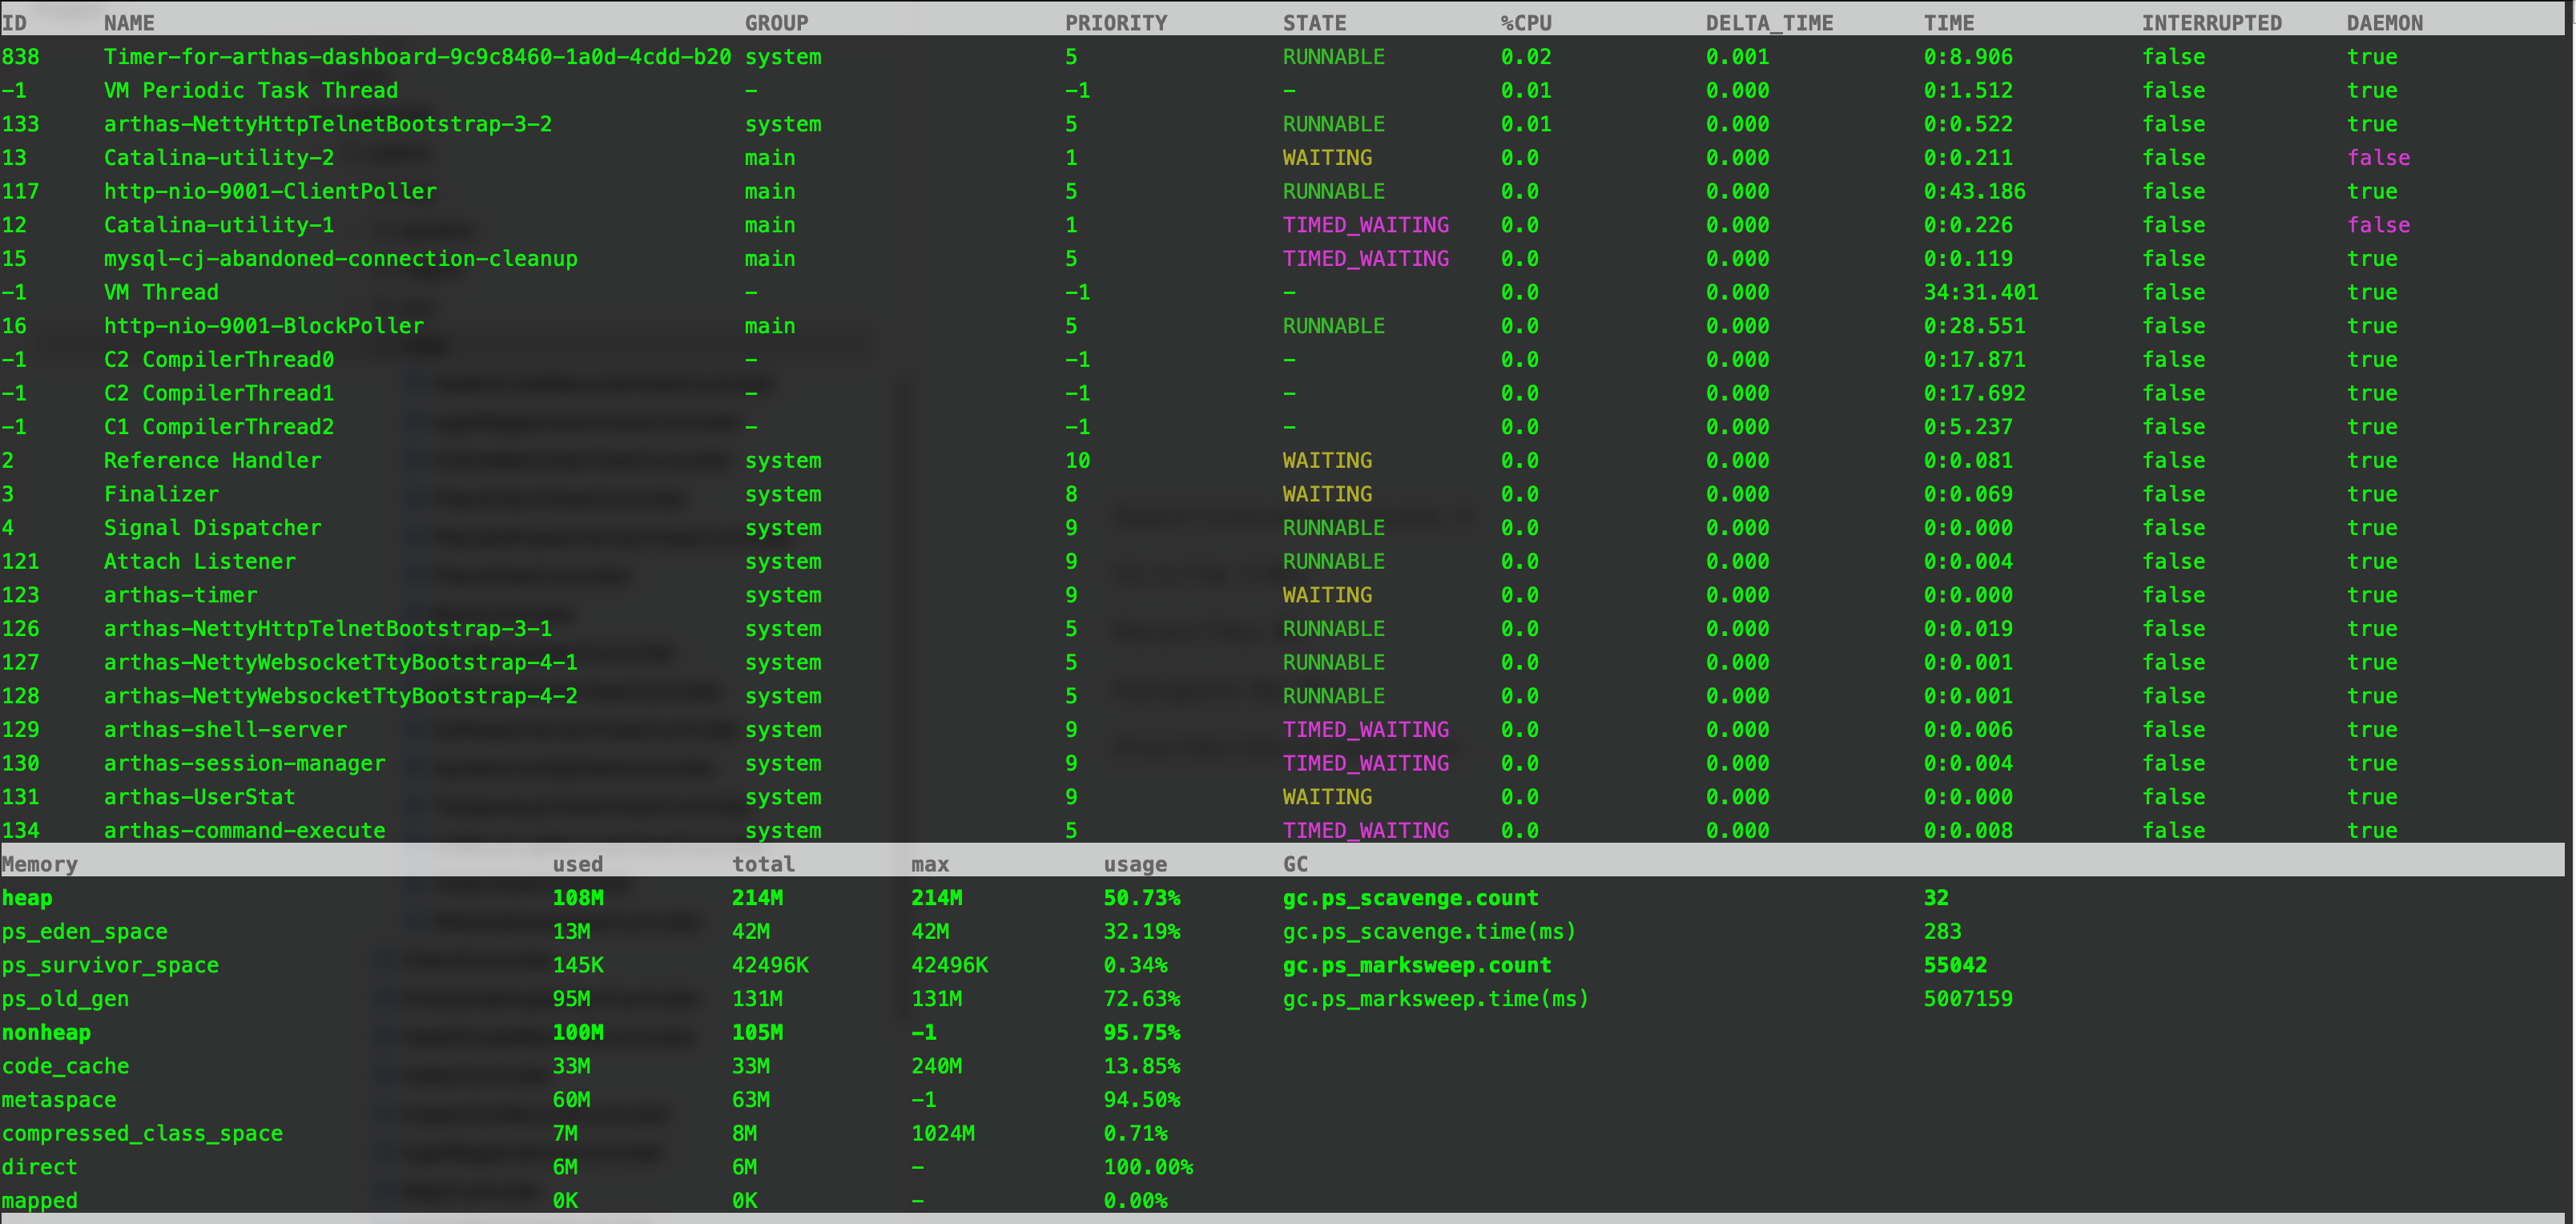 ID NAME GROUP PRIORITY STATE %CPU DELTA_TIME TIME INTERRUPTED DAEMON
838 Timer-for-arthas-dashboard-9c9c8460-1a0d-4cdd-b20 system 5 RUNNABLE 0.02 0.001 0:8.906 false true
-1 VM Periodic Task Thread - -1 - 0.01 0.000 0:1.512 false true
133 arthas-NettyHttpTelnetBootstrap-3-2 system 5 RUNNABLE 0.01 0.000 0:0.522 false true
13 Catalina-utility-2 main 1 WAITING 0.0 0.000 0:0.211 false false
117 http-nio-9001-ClientPoller main 5 RUNNABLE 0.0 0.000 0:43.186 false true
12 Catalina-utility-1 main 1 TIMED_WAITING 0.0 0.000 0:0.226 false false
15 mysql-cj-abandoned-connection-cleanup main 5 TIMED_WAITING 0.0 0.000 0:0.119 false true
-1 VM Thread - -1 - 0.0 0.000 34:31.401 false true
16 http-nio-9001-BlockPoller main 5 RUNNABLE 0.0 0.000 0:28.551 false true
-1 C2 CompilerThread0 - -1 - 0.0 0.000 0:17.871 false true
-1 C2 CompilerThread1 - -1 - 0.0 0.000 0:17.692 false true
-1 C1 CompilerThread2 - -1 - 0.0 0.000 0:5.237 false true
2 Reference Handler system 10 WAITING 0.0 0.000 0:0.081 false true
3 Finalizer system 8 WAITING 0.0 0.000 0:0.069 false true
4 Signal Dispatcher system 9 RUNNABLE 0.0 0.000 0:0.000 false true
121 Attach Listener system 9 RUNNABLE 0.0 0.000 0:0.004 false true
123 arthas-timer system 9 WAITING 0.0 0.000 0:0.000 false true
126 arthas-NettyHttpTelnetBootstrap-3-1 system 5 RUNNABLE 0.0 0.000 0:0.019 false true
127 arthas-NettyWebsocketTtyBootstrap-4-1 system 5 RUNNABLE 0.0 0.000 0:0.001 false true
128 arthas-NettyWebsocketTtyBootstrap-4-2 system 5 RUNNABLE 0.0 0.000 0:0.001 false true
129 arthas-shell-server system 9 TIMED_WAITING 0.0 0.000 0:0.006 false true
130 arthas-session-manager system 9 TIMED_WAITING 0.0 0.000 0:0.004 false true
131 arthas-UserStat system 9 WAITING 0.0 0.000 0:0.000 false true
134 arthas-command-execute system 5 TIMED_WAITING 0.0 0.000 0:0.008 false true
Memory used total max usage GC
heap 108M 214M 214M 50.73% gc.ps_scavenge.count 32
ps_eden_space 13M 42M 42M 32.19% gc.ps_scavenge.time(ms) 283
ps_survivor_space 145K 42496K 42496K 0.34% gc.ps_marksweep.count 55042
ps_old_gen 95M 131M 131M 72.63% gc.ps_marksweep.time(ms) 5007159
nonheap 100M 105M -1 95.75%
code_cache 33M 33M 240M 13.85%
metaspace 60M 63M -1 94.50%
compressed_class_space 7M 8M 1024M 0.71%
direct 6M 6M - 100.00%
mapped 0K 0K - 0.00%